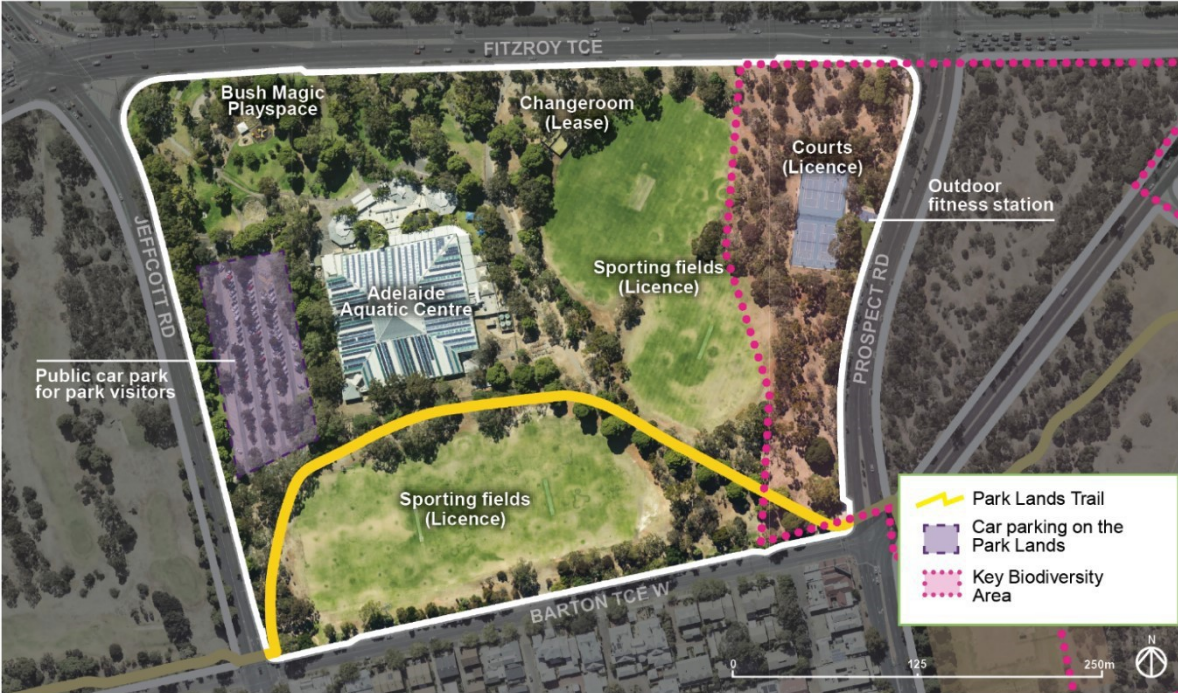 FITZROY TCE
Bush Magic
Playspace
Changeroom
(Lease)
Courts
(Licence)
Outdoor
fitness station
JEFFCOTT RD
Sporting fields
(Licence)
PROSPECT RD
Adelaide
Aquatic Centre
Public car park
for park visitors
Sporting fields
(Licence)
BARTON TCE W
Park Lands Trail
Car parking on the
Park Lands
Key Biodiversity
Area
N
0 125 250m